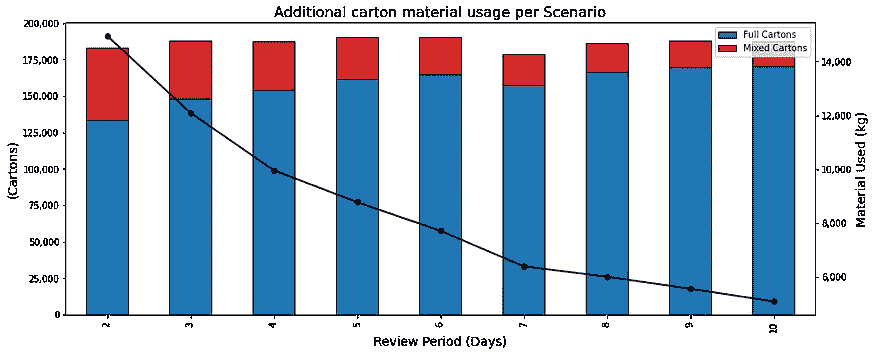 Additional carton material usage per Scenario
Full Cartons
Mixed Cartons
200,000
175,000
150,000
125,000
100,000
75,000
50,000
25,000
0
(Cartons)
14,000
12,000
10,000
8,000
6,000
Material Used (kg)
2 3 4 5 6 7 8 9 10
Review Period (Days)